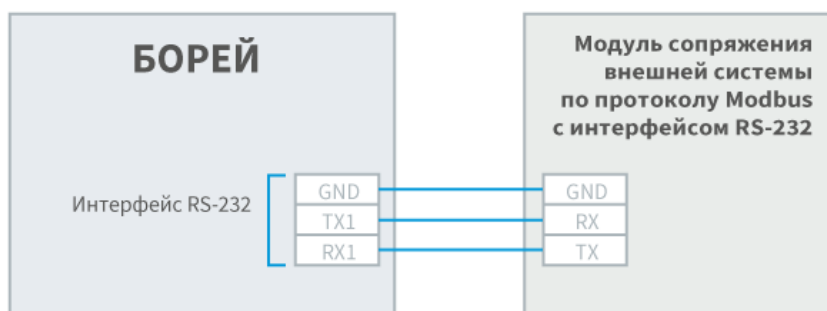 БОРЕЙ
Модуль сопряжения
внешней системы
по протоколу Modbus
с интерфейсом RS-232
Интерфейс RS-232
GND
TX1
RX1
GND
RX
TX